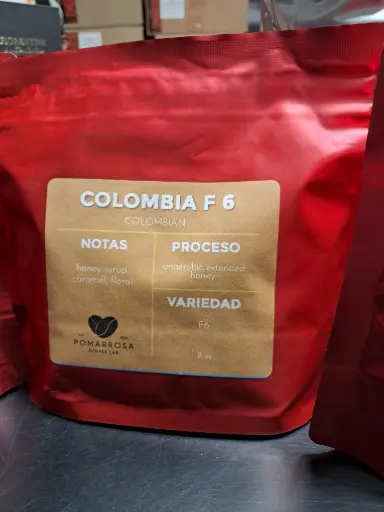 COLOMBIA F 6
COLOMBIAN
NOTAS
honey syrup,
caramel, floral
PROCESO
anaerobic extended
honey
VARIEDAD
F6
8 oz
POMARROSA
COFFEE LAB